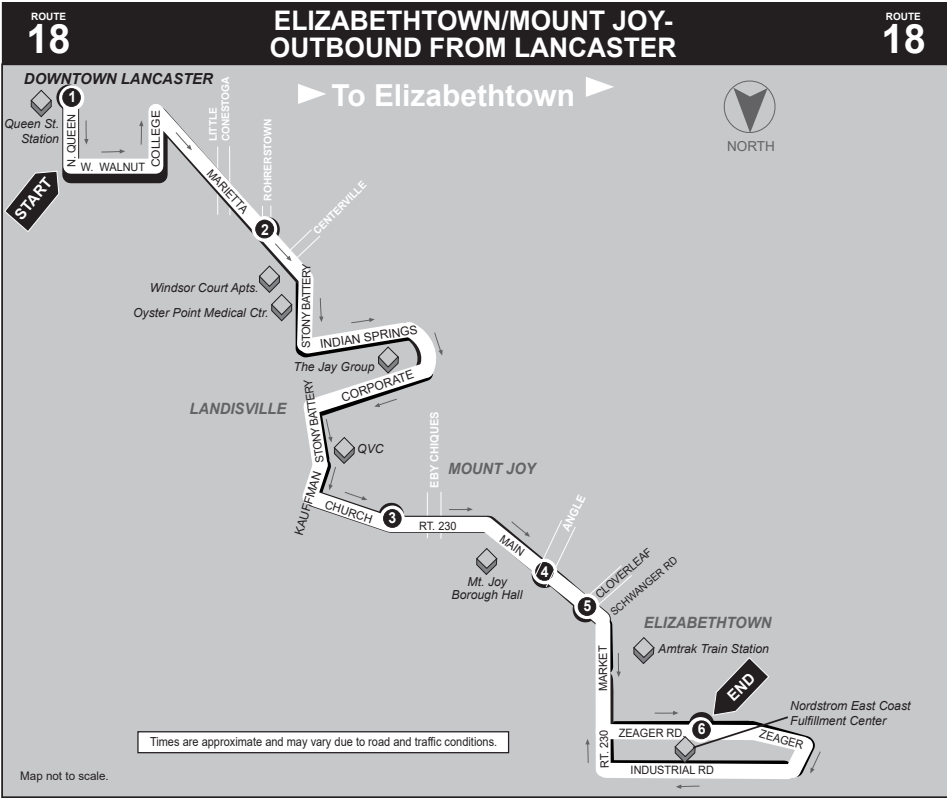 ROUTE
18
ELIZABETHTOWN/MOUNT JOY-
OUTBOUND FROM LANCASTER
ROUTE
18
DOWNTOWN LANCASTER
To Elizabethtown
1
Queen St.
Station
N. QUEEN
W. WALNUT
COLLEGE
START
LITTLE
CONESTOGA
ROHRERSTOWN
MARIETTA
2
CENTERVILLE
NORTH
Windsor Court Apts.
Oyster Point Medical Ctr.
STONY BATTERY
INDIAN SPRINGS
The Jay Group
CORPORATE
LANDISVILLE
STONY BATTERY
QVC
KAUFFMAN
CHURCH
3
EBY CHIQUES
MOUNT JOY
RT. 230
MAIN
ANGLE
4
Mt. Joy
Borough Hall
5
CLOVERLEAF
SCHWANGER RD
ELIZABETHTOWN
Amtrak Train Station
MARKET
END
Nordstrom East Coast
Fulfillment Center
6
ZEAGER RD.
ZEAGER
RT. 230
INDUSTRIAL RD
Times are approximate and may vary due to road and traffic conditions.
Map not to scale.